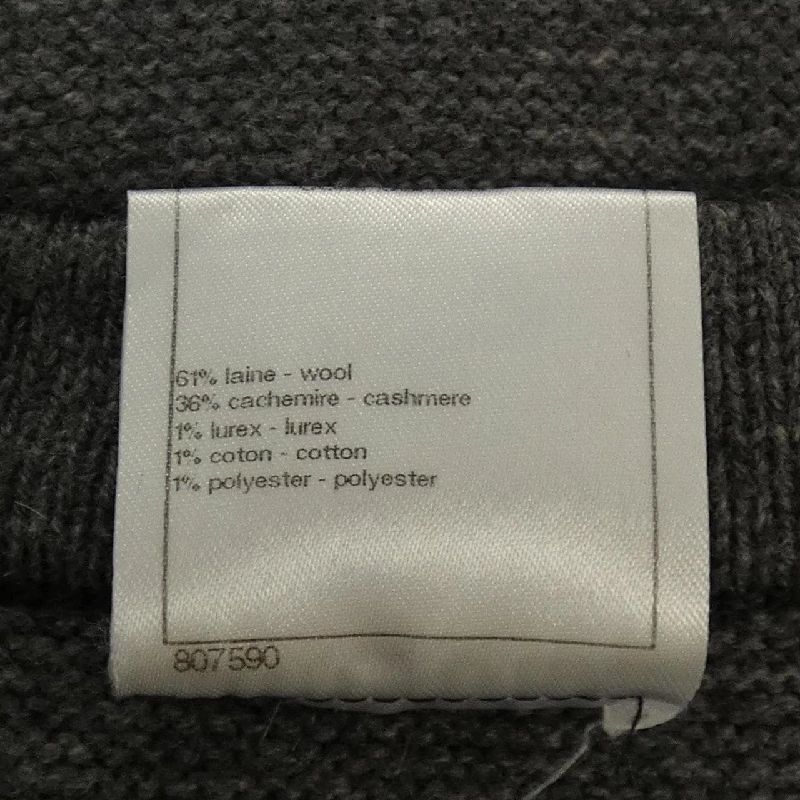 61% laine - wool
36% cachemire - cashmere
1% lurex - lurex
1% coton - cotton
1% polyester - polyester
807590